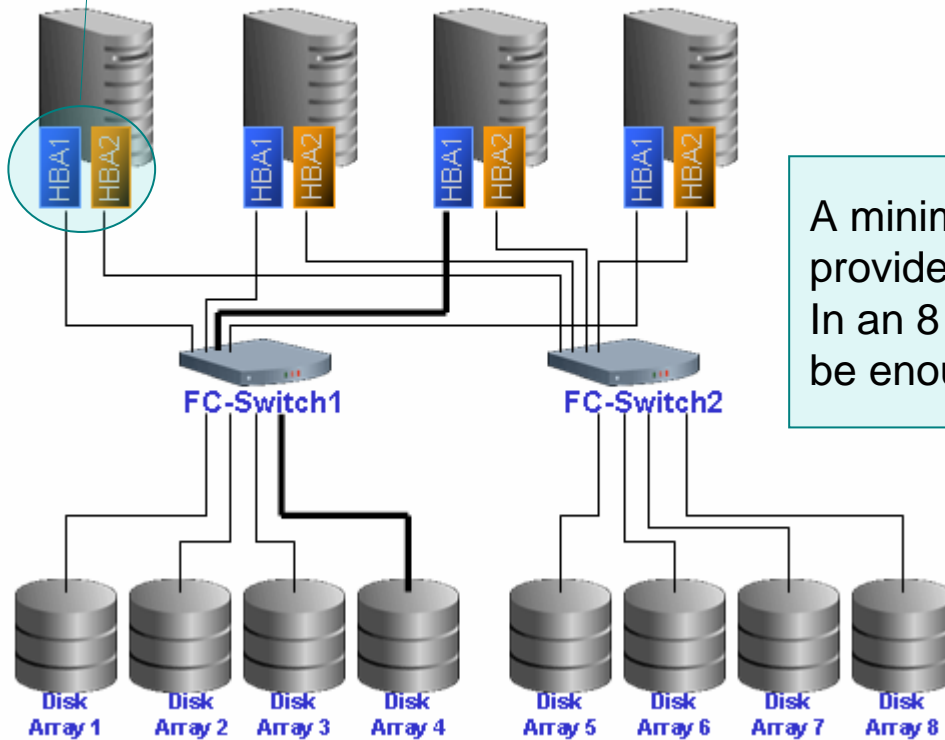 HBA1 HBA2 HBA1 HBA2 HBA1 HBA2 HBA1 HBA2
A minim
provide
In an 8
be enou
FC-Switch1 FC-Switch2
Disk Disk Disk Disk Disk Disk Disk Disk
Array 1 Array 2 Array 3 Array 4 Array 5 Array 6 Array 7 Array 8